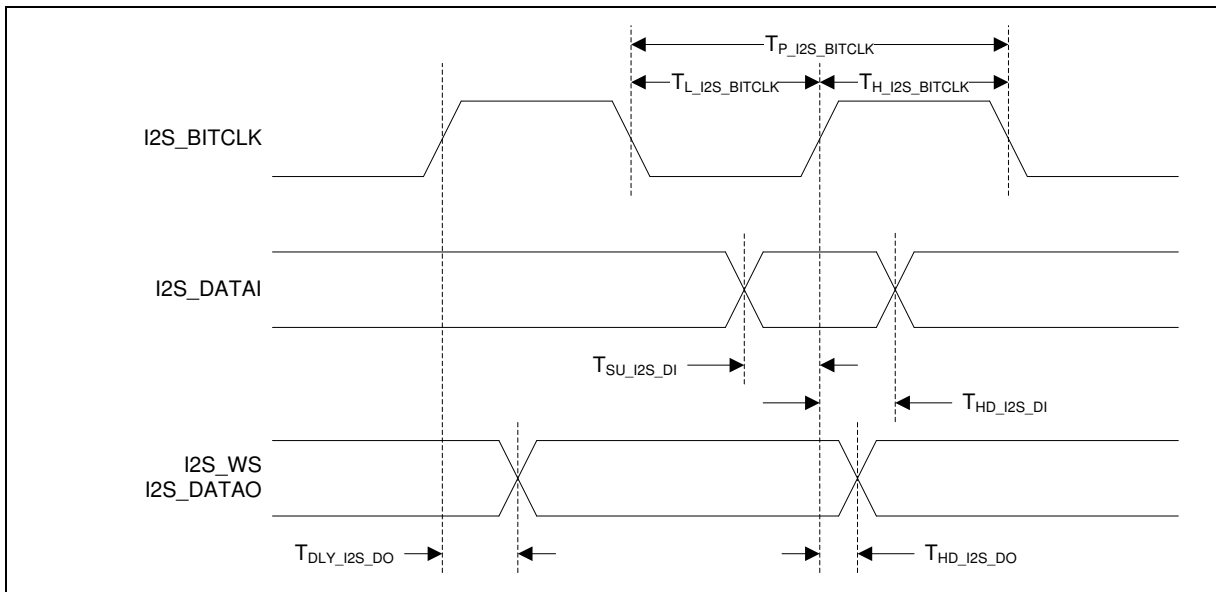 T_P_I2S_BITCLK
T_L_I2S_BITCLK T_H_I2S_BITCLK
I2S_BITCLK
I2S_DATAI
T_SU_I2S_DI
T_HD_I2S_DI
I2S_WS
I2S_DATAO
T_DLY_I2S_DO T_HD_I2S_DO